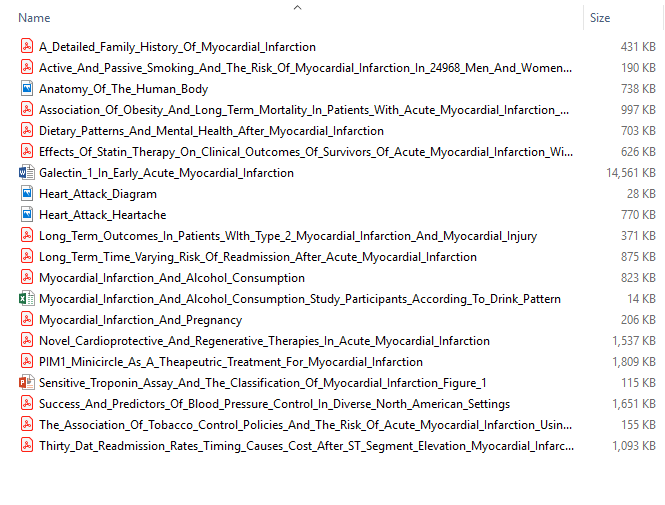 Name Size
A_Detailed_Family_History_Of_Myocardial_Infarction 431 KB
Active_And_Passive_Smoking_And_The_Risk_Of_Myocardial_Infarction_In_24968_Men_And_Women... 190 KB
Anatomy_Of_The_Human_Body 738 KB
Association_Of_Obesity_And_Long_Term_Mortality_In_Patients_With_Acute_Myocardial_Infarction_... 997 KB
Dietary_Patterns_And_Mental_Health_After_Myocardial_Infarction 703 KB
Effects_Of_Statin_Therapy_On_Clinical_Outcomes_Of_Survivors_Of_Acute_Myocardial_Infarction_Wi... 626 KB
Galectin_1_In_Early_Acute_Myocardial_Infarction 14,561 KB
Heart_Attack_Diagram 28 KB
Heart_Attack_Heartache 770 KB
Long_Term_Outcomes_In_Patients_WIth_Type_2_Myocardial_Infarction_And_Myocardial_Injury 371 KB
Long_Term_Time_Varying_Risk_Of_Readmission_After_Acute_Myocardial_Infarction 875 KB
Myocardial_Infarction_And_Alcohol_Consumption 823 KB
Myocardial_Infarction_And_Alcohol_Consumption_Study_Participants_According_To_Drink_Pattern 14 KB
Myocardial_Infarction_And_Pregnancy 206 KB
Novel_Cardioprotective_And_Regenerative_Therapies_In_Acute_Myocardial_Infarction 1,537 KB
PIM1_Minicircle_As_A_Theapeutric_Treatment_For_Myocardial_Infarction 1,809 KB
Sensitive_Troponin_Assay_And_The_Classification_Of_Myocardial_Infarction_Figure_1 115 KB
Success_And_Predictors_Of_Blood_Pressure_Control_In_Diverse_North_American_Settings 1,651 KB
The_Association_Of_Tobacco_Control_Policies_And_The_Risk_Of_Acute_Myocardial_Infarction_Usin... 155 KB
Thirty_Dat_Readmission_Rates_Timing_Causes_Cost_After_ST_Segment_Elevation_Myocardial_Infarc... 1,093 KB